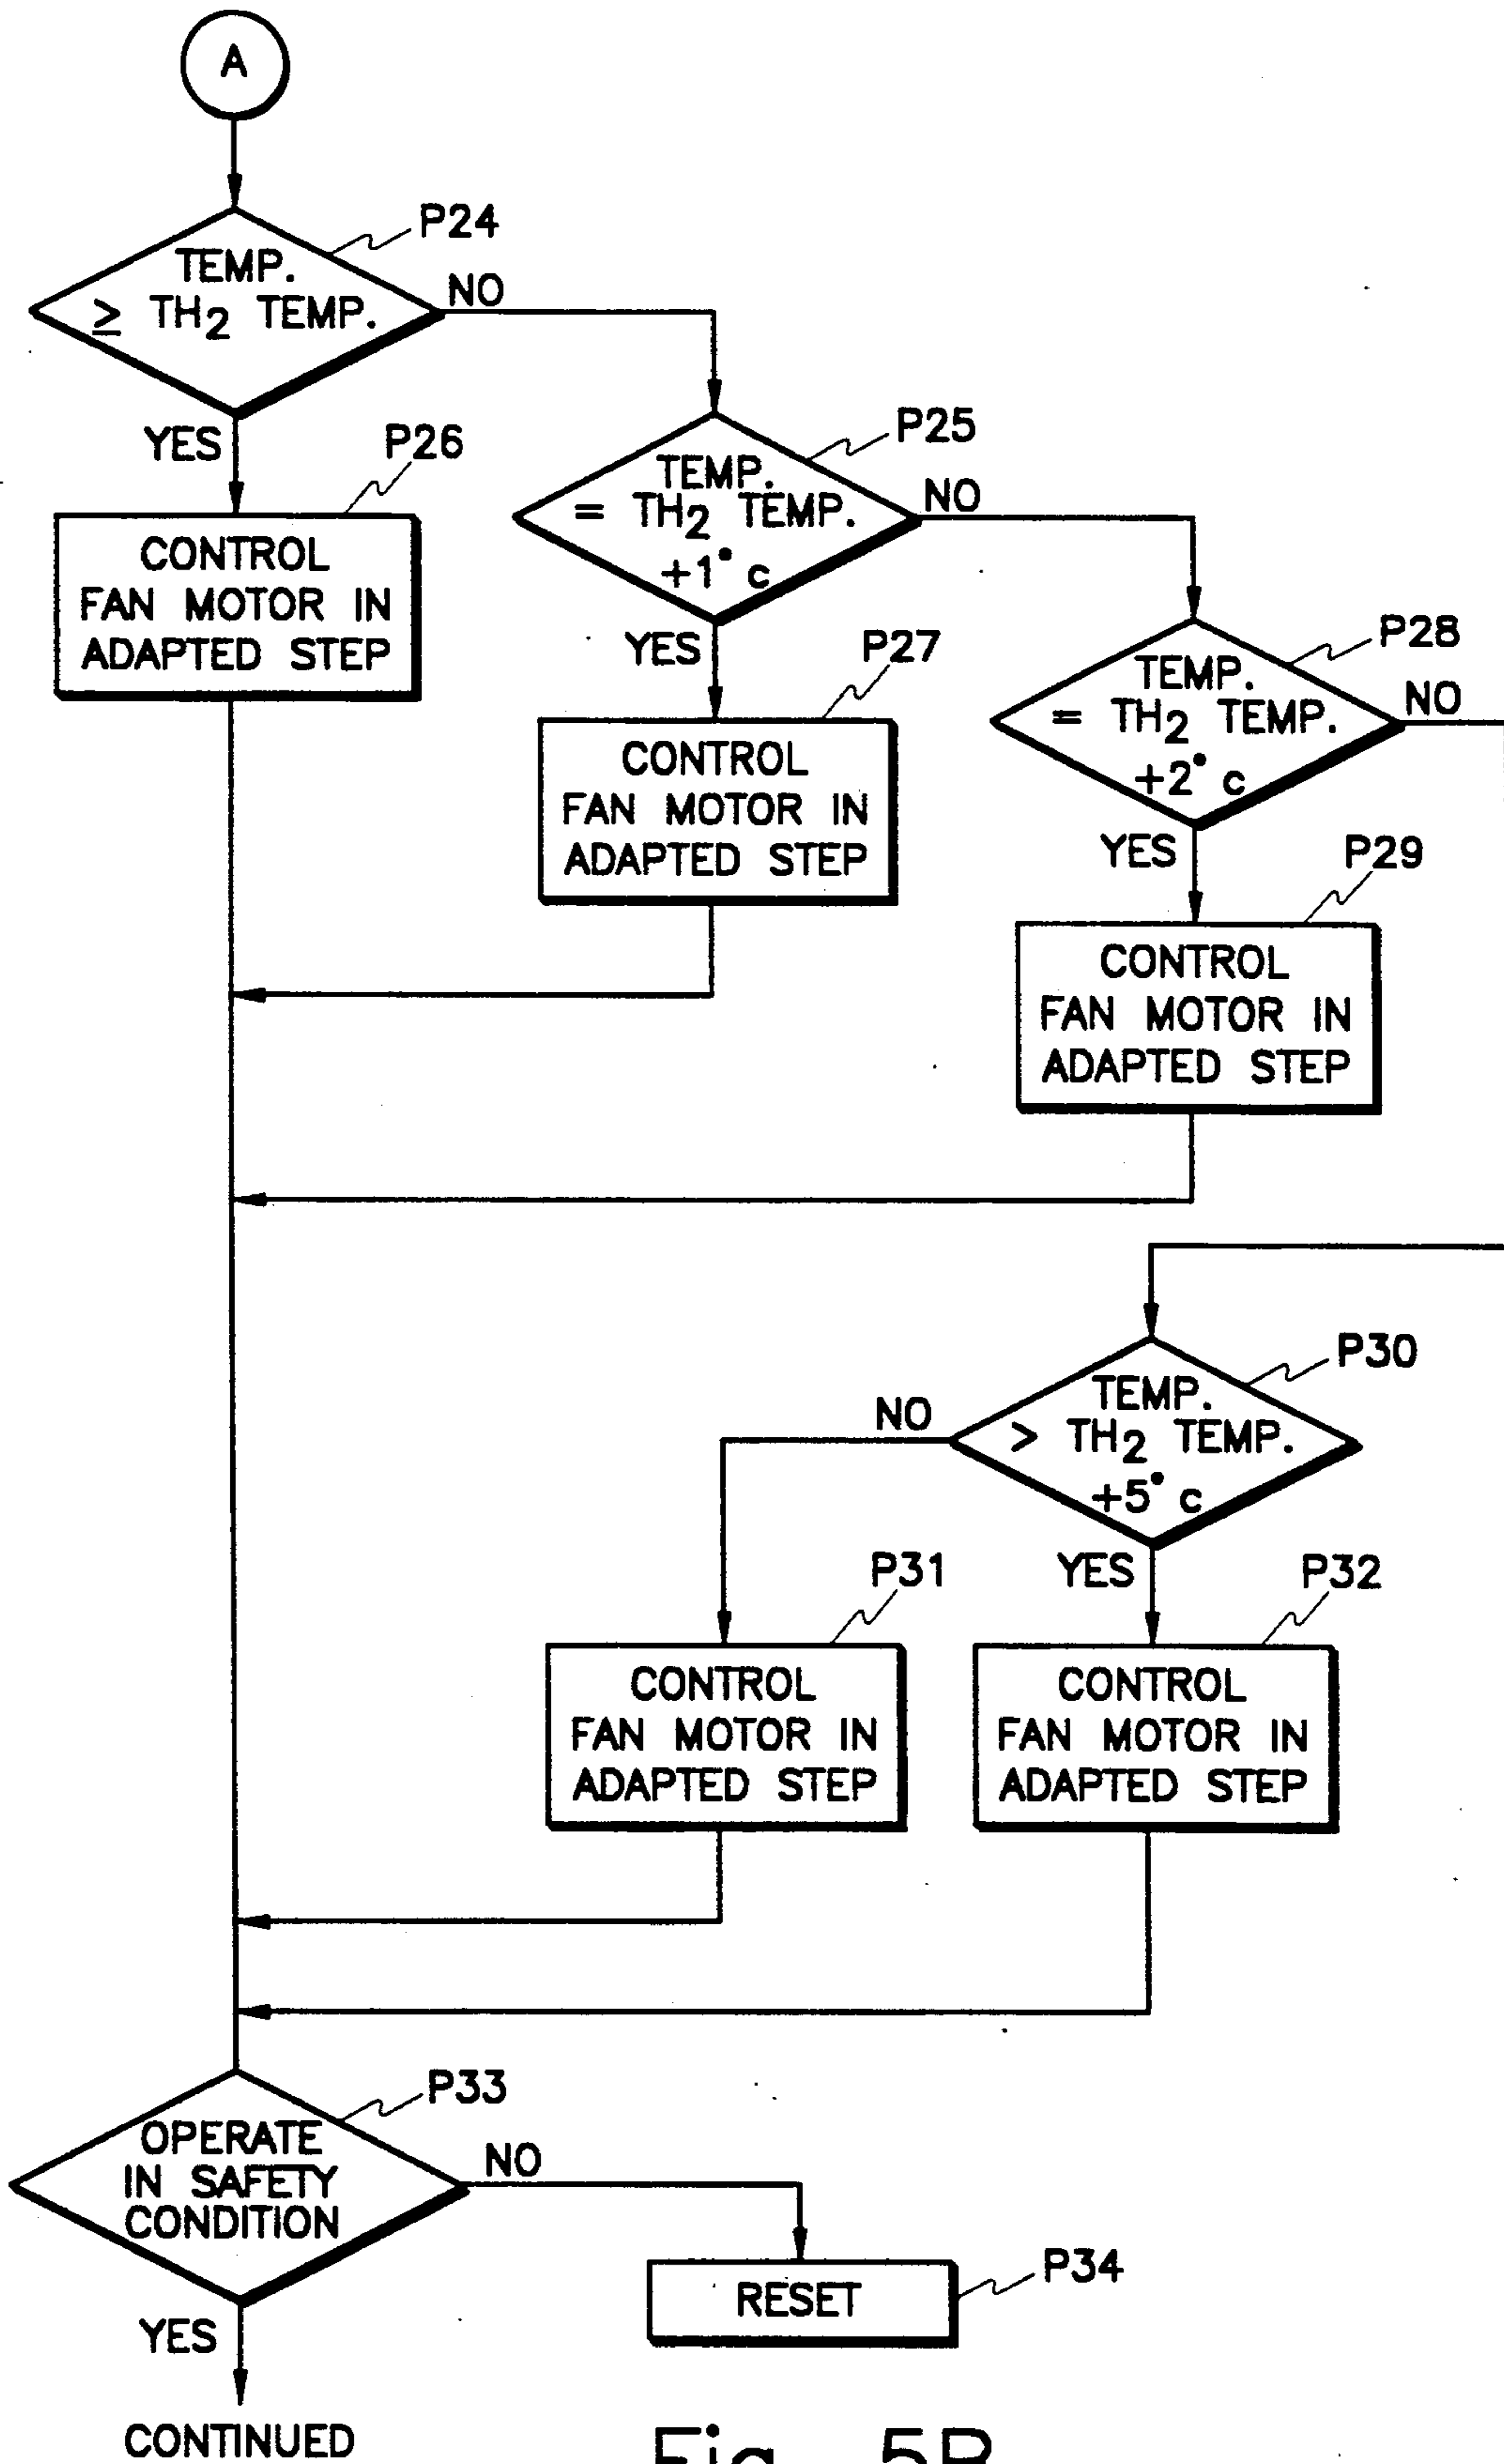 A
P24
TEMP.
≥ TH2 TEMP.
NO
YES
P26
CONTROL
FAN MOTOR IN
ADAPTED STEP
P25
TEMP.
= TH2 TEMP.
+1° c
NO
YES
P27
CONTROL
FAN MOTOR IN
ADAPTED STEP
P28
TEMP.
= TH2 TEMP.
+2° c
NO
YES
P29
CONTROL
FAN MOTOR IN
ADAPTED STEP
P30
TEMP.
> TH2 TEMP.
+5° c
NO
YES
P31
CONTROL
FAN MOTOR IN
ADAPTED STEP
P32
CONTROL
FAN MOTOR IN
ADAPTED STEP
P33
OPERATE
IN SAFETY
CONDITION
NO
P34
RESET
YES
CONTINUED
Fig. 5B